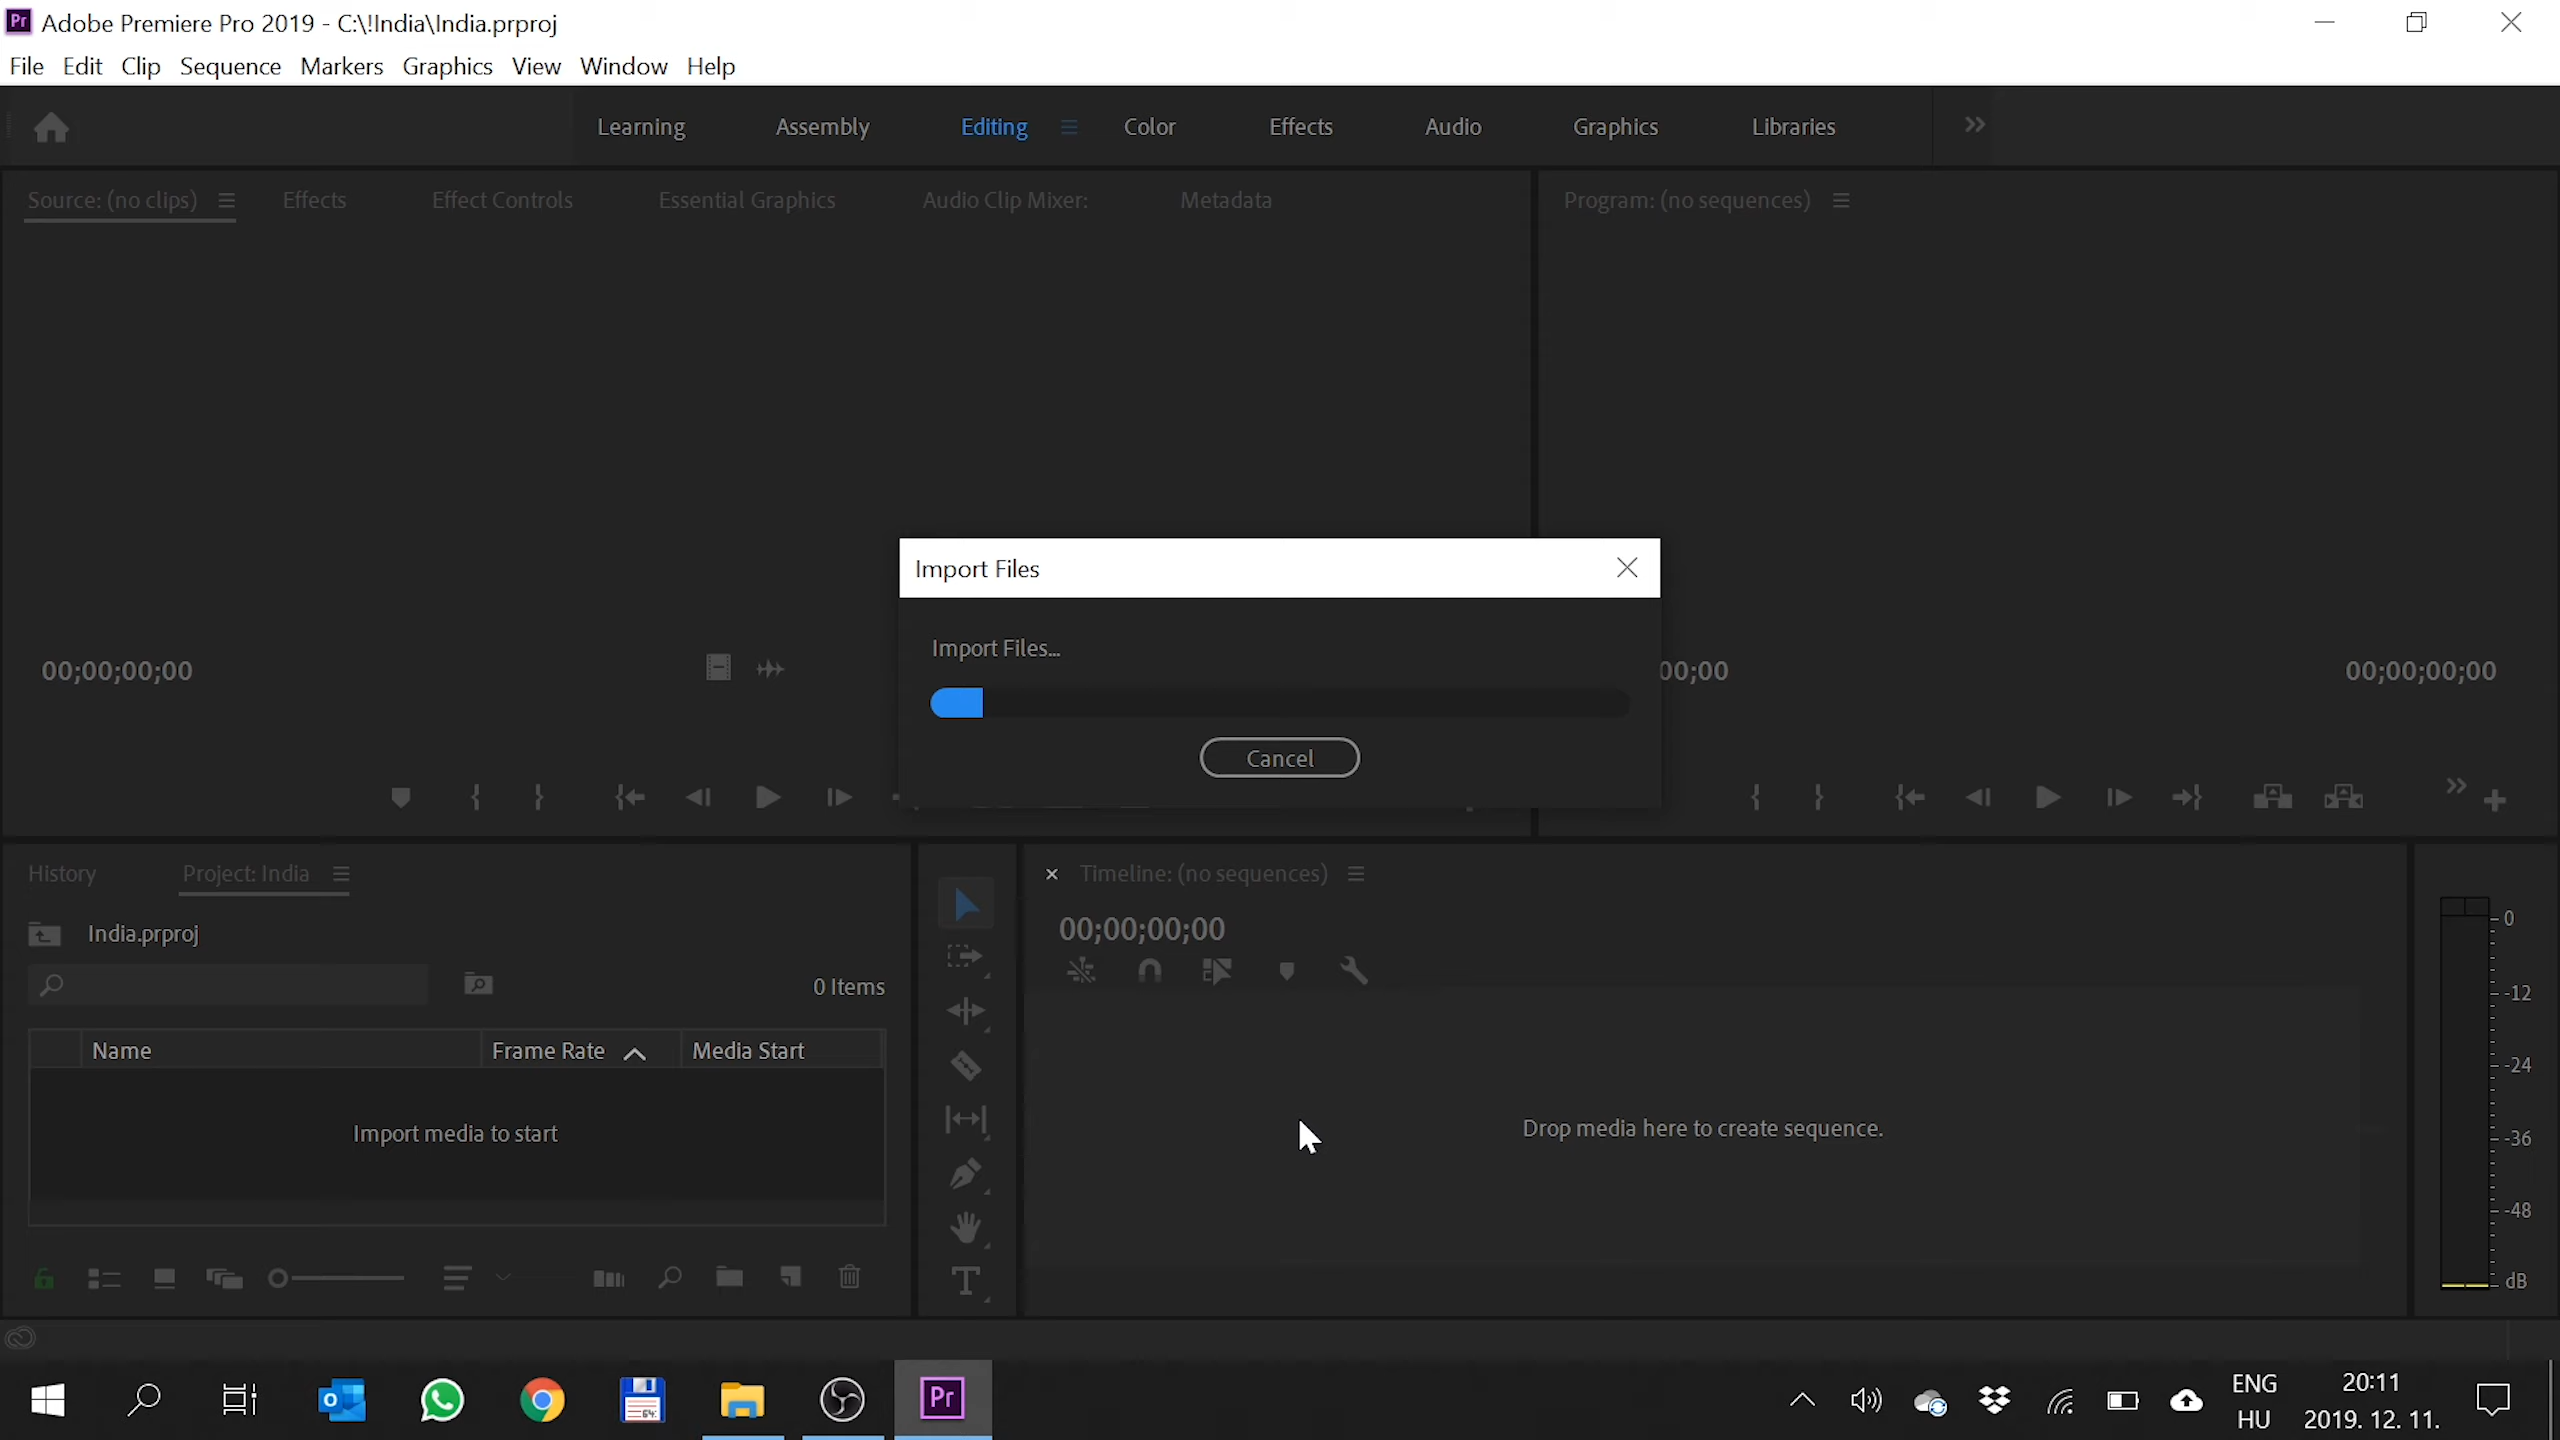 Pr Adobe Premiere Pro 2019 - C:\!India\India.prproj
File Edit Clip Sequence Markers Graphics View Window Help
Learning Assembly Editing Color Effects Audio Graphics Libraries
Source: (no clips) Effects Effect Controls Essential Graphics Audio Clip Mixer: Metadata Program: (no sequences)
Import Files
Import Files...
Cancel
00;00;00;00
00;00
00;00;00;00
History Project: India
Timeline: (no sequences)
India.prproj
00;00;00;00
0 Items
Name Frame Rate Media Start
Import media to start
Drop media here to create sequence.
0
-12
-24
-36
-48
dB
64
Pr
ENG
HU
20:11
2019. 12. 11.